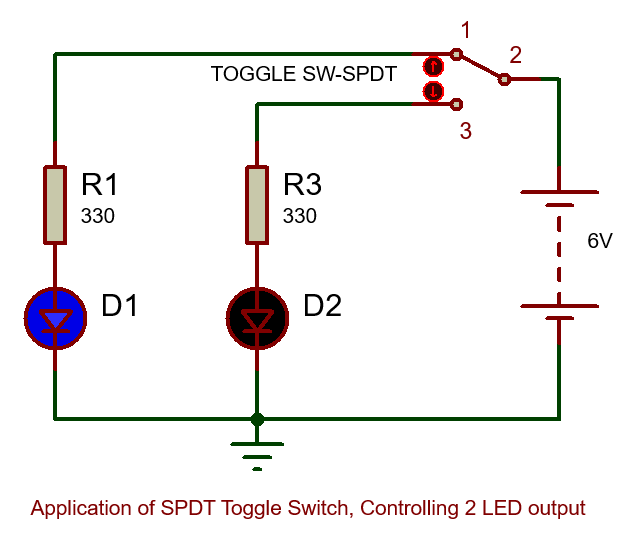 1
2
TOGGLE SW-SPDT
3
R1
330
R3
330
6V
D1
D2
Application of SPDT Toggle Switch, Controlling 2 LED output